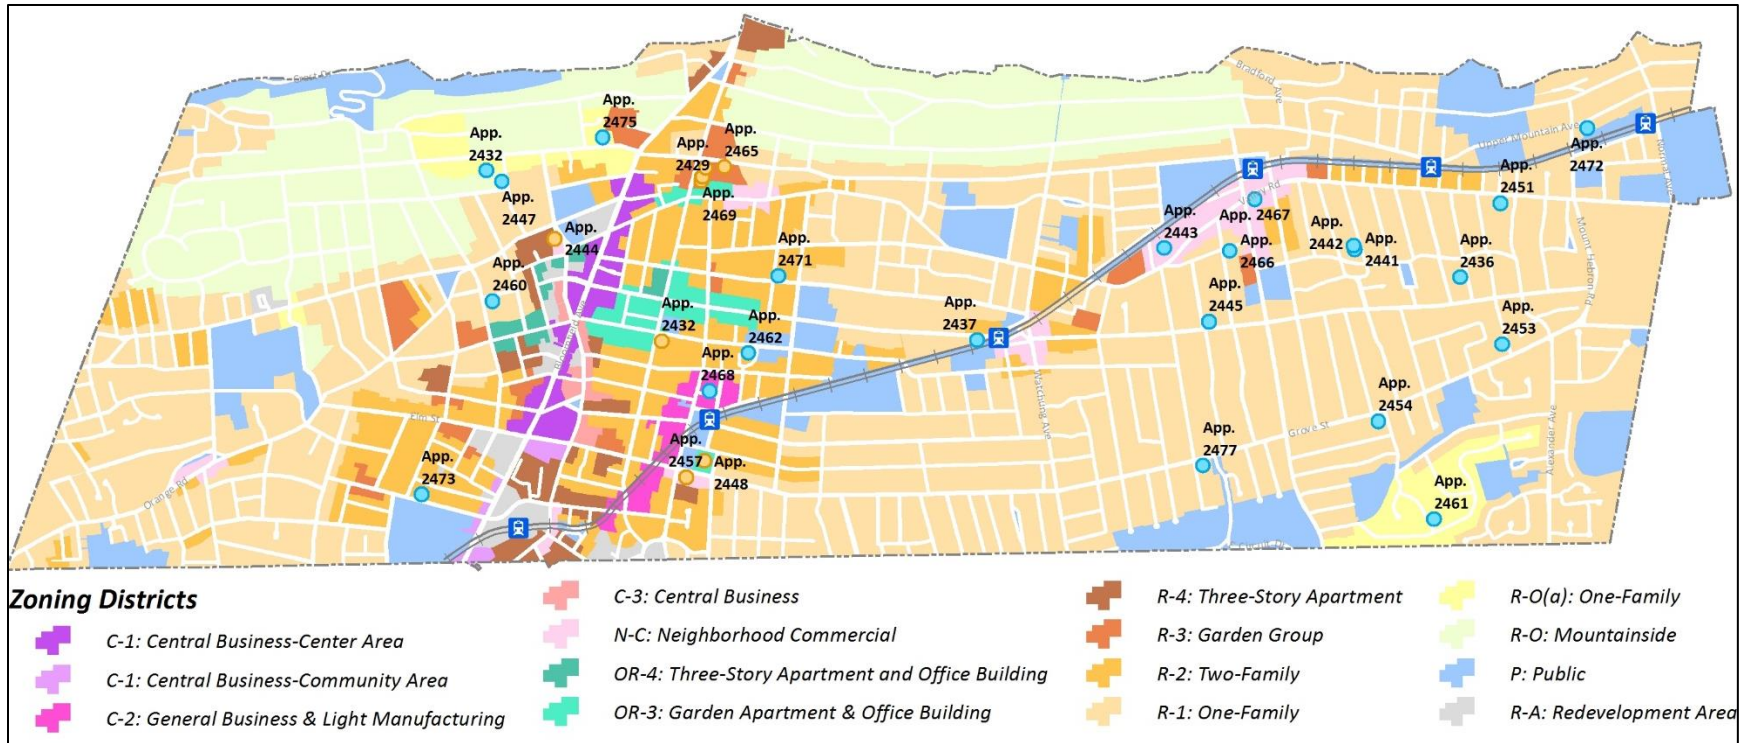 Crest Dr
Bradford Ave
App.
2475
App.
2432
App.
2465
App.
2429
Upper Mountain Ave
App.
2472
Normal Ave
App.
2451
App.
2447
App.
2469
Valley Rd
App. 2467
App.
2443
App.
2444
App.
2471
App.
2466
App.
2442
App.
2441
App.
2436
Mount Hebron Rd
App.
2460
App.
2445
App.
2432
App.
2462
App.
2437
App.
2453
Bloomfield Ave
App.
2468
Watchung Ave
App.
2454
Elm St
Grove St
Alexander Ave
App.
2457
App.
2448
App.
2477
App.
2473
Orange Rd
App.
2461
Zoning Districts
C-1: Central Business-Center Area
C-1: Central Business-Community Area
C-2: General Business & Light Manufacturing
C-3: Central Business
N-C: Neighborhood Commercial
OR-4: Three-Story Apartment and Office Building
OR-3: Garden Apartment & Office Building
R-4: Three-Story Apartment
R-3: Garden Group
R-2: Two-Family
R-1: One-Family
R-O(a): One-Family
R-O: Mountainside
P: Public
R-A: Redevelopment Area